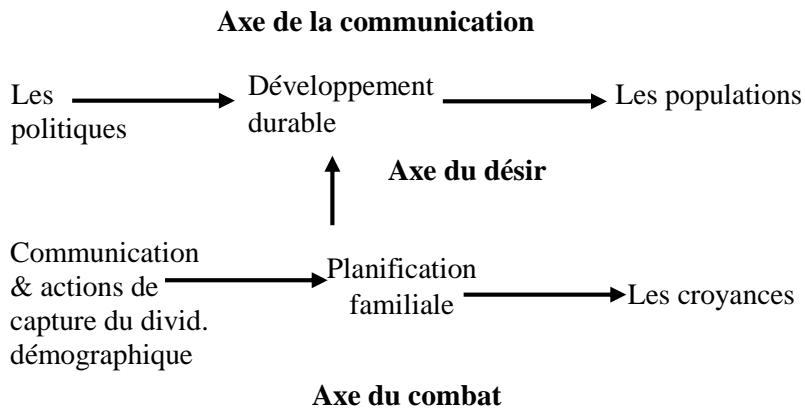 Axe de la communication
Les
politiques
Développement
durable
Les populations
Axe du désir
Communication
& actions de
capture du divid.
démographique
Planification
familiale
Les croyances
Axe du combat